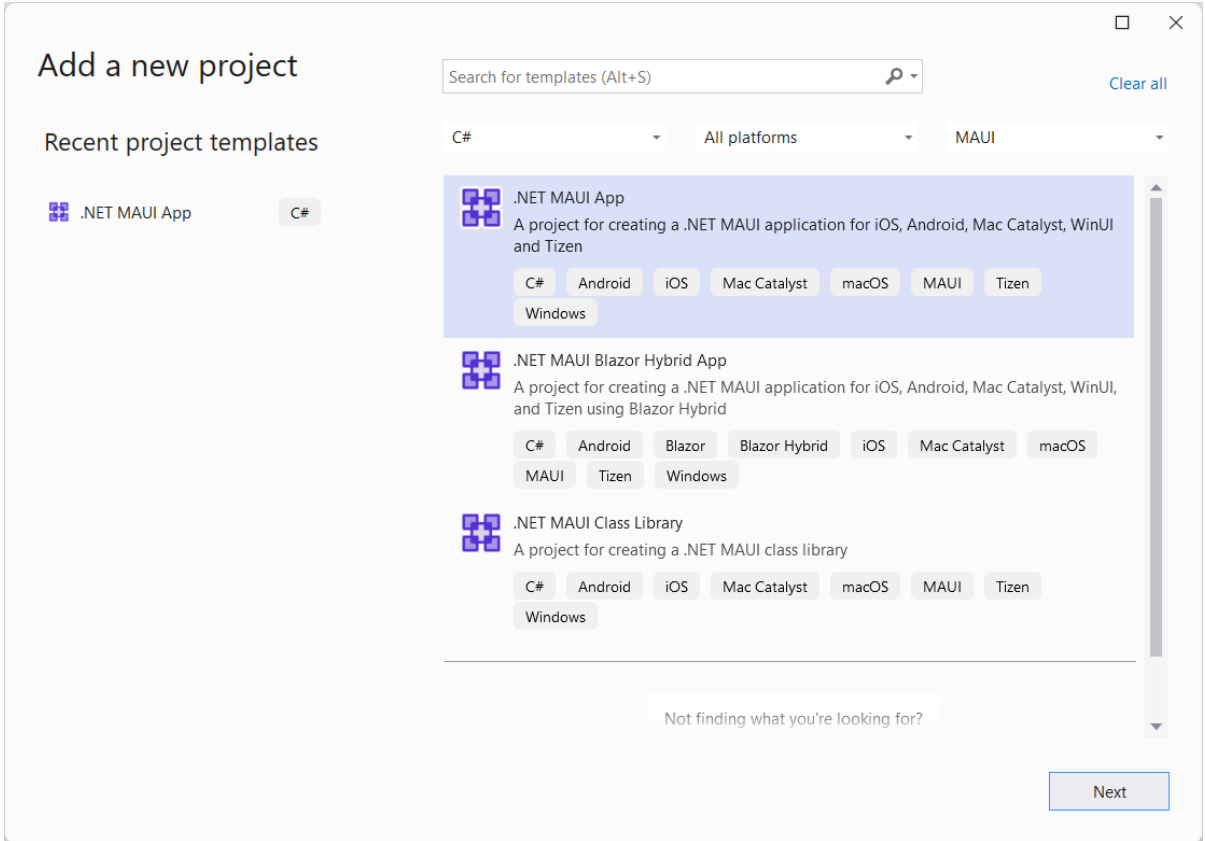 Add a new project
Search for templates (Alt+S)
Clear all
Recent project templates
C#
All platforms
MAUI
.NET MAUI App
C#
.NET MAUI App
A project for creating a .NET MAUI application for iOS, Android, Mac Catalyst, WinUI
and Tizen
C# Android iOS Mac Catalyst macOS MAUI Tizen
Windows
.NET MAUI Blazor Hybrid App
A project for creating a .NET MAUI application for iOS, Android, Mac Catalyst, WinUI,
and Tizen using Blazor Hybrid
C# Android Blazor Blazor Hybrid iOS Mac Catalyst macOS
MAUI Tizen Windows
.NET MAUI Class Library
A project for creating a .NET MAUI class library
C# Android iOS Mac Catalyst macOS MAUI Tizen
Windows
Not finding what you're looking for?
Next